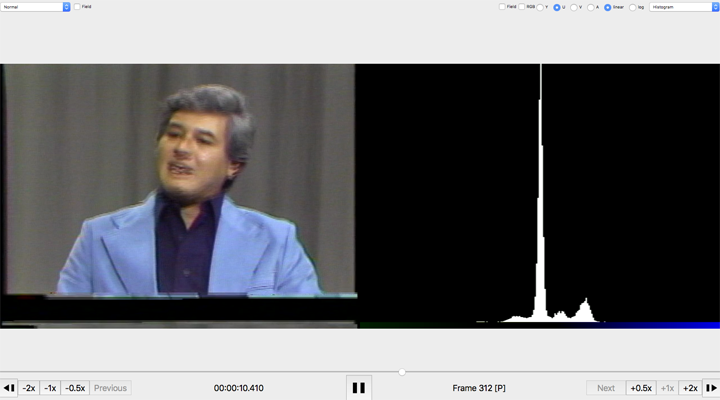 Normal Field Field RGB Y U V A linear log Histogram
-2x -1x -0.5x Previous 00:00:10.410 Frame 312 [P] Next +0.5x +1x +2x